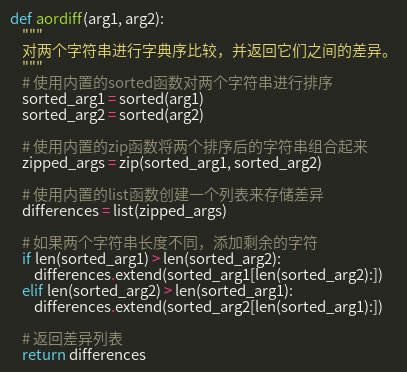 def aordiff(arg1, arg2):
"""
对两个字符串进行字典序比较，并返回它们之间的差异。
"""
# 使用内置的sorted函数对两个字符串进行排序
sorted_arg1 = sorted(arg1)
sorted_arg2 = sorted(arg2)
# 使用内置的zip函数将两个排序后的字符串组合起来
zipped_args = zip(sorted_arg1, sorted_arg2)
# 使用内置的list函数创建一个列表来存储差异
differences = list(zipped_args)
# 如果两个字符串长度不同，添加剩余的字符
if len(sorted_arg1) > len(sorted_arg2):
differences.extend(sorted_arg1[len(sorted_arg2):])
elif len(sorted_arg2) > len(sorted_arg1):
differences.extend(sorted_arg2[len(sorted_arg1):])
# 返回差异列表
return differences